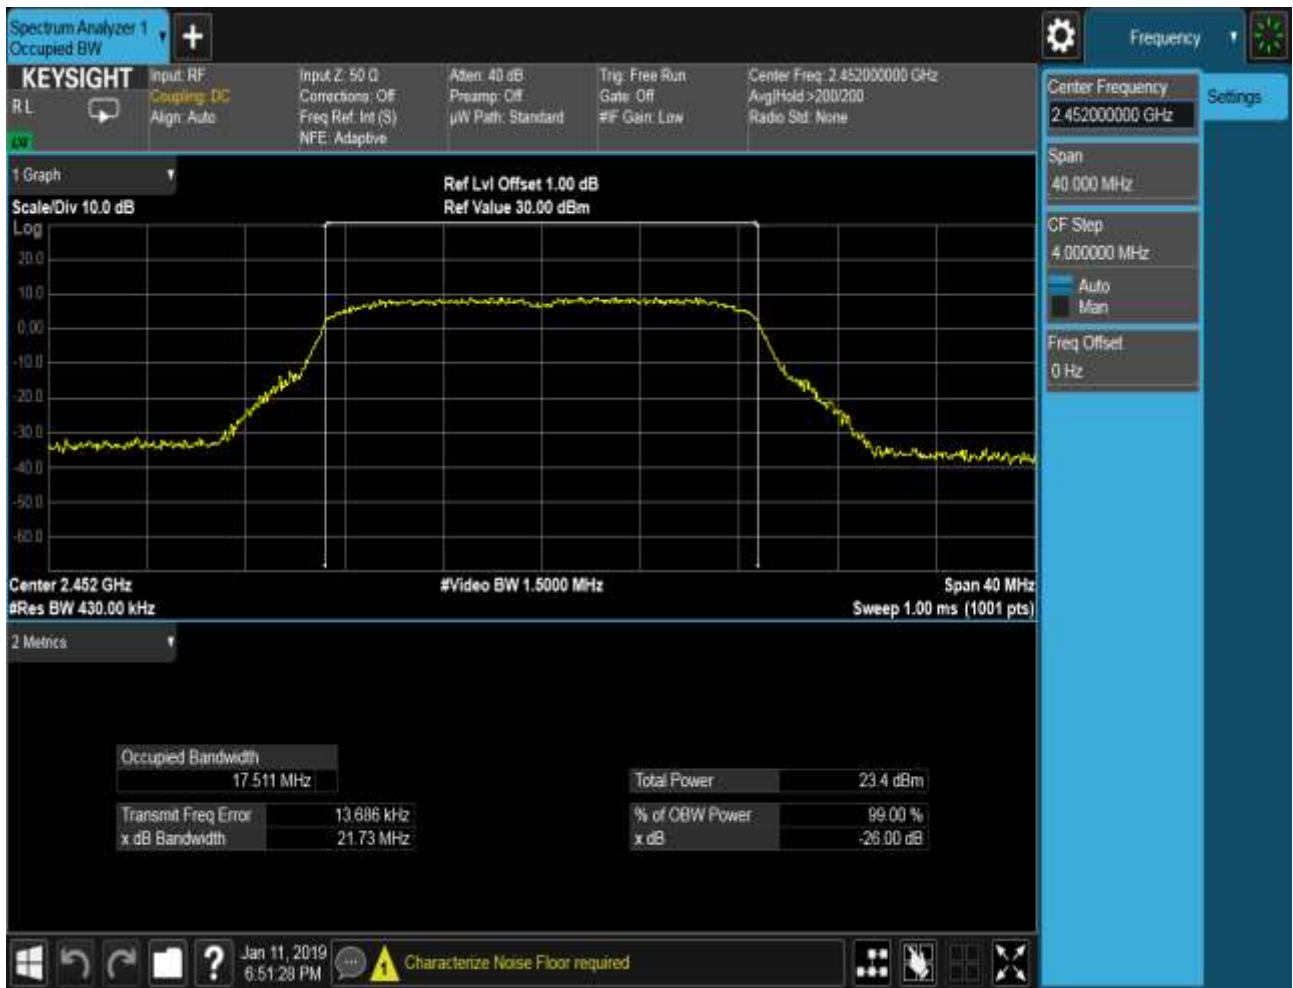 Spectrum Analyzer 1
Occupied BW
Frequency
KEYSIGHT
R L
Input: RF
Coupling: DC
Align: Auto
Input Z: 50 Ω
Corrections: Off
Freq Ref: Int (S)
NFE: Adaptive
Atten: 40 dB
Preamp: Off
µW Path: Standard
Trig: Free Run
Gate: Off
#IF Gain: Low
Center Freq: 2.452000000 GHz
Avg|Hold:>200/200
Radio Std: None
Center Frequency
2.452000000 GHz
Settings
Span
40.000 MHz
CF Step
4.000000 MHz
Auto
Man
Freq Offset
0 Hz
1 Graph
Scale/Div 10.0 dB
Ref Lvl Offset 1.00 dB
Ref Value 30.00 dBm
Log
20.0
10.0
0.00
-10.0
-20.0
-30.0
-40.0
-50.0
-60.0
Center 2.452 GHz
#Res BW 430.00 kHz
#Video BW 1.5000 MHz
Span 40 MHz
Sweep 1.00 ms (1001 pts)
2 Metrics
Occupied Bandwidth
17.511 MHz
Transmit Freq Error 13.686 kHz
x dB Bandwidth 21.73 MHz
Total Power 23.4 dBm
% of OBW Power 99.00 %
x dB -26.00 dB
Jan 11, 2019
6:51:28 PM
1
Characterize Noise Floor required